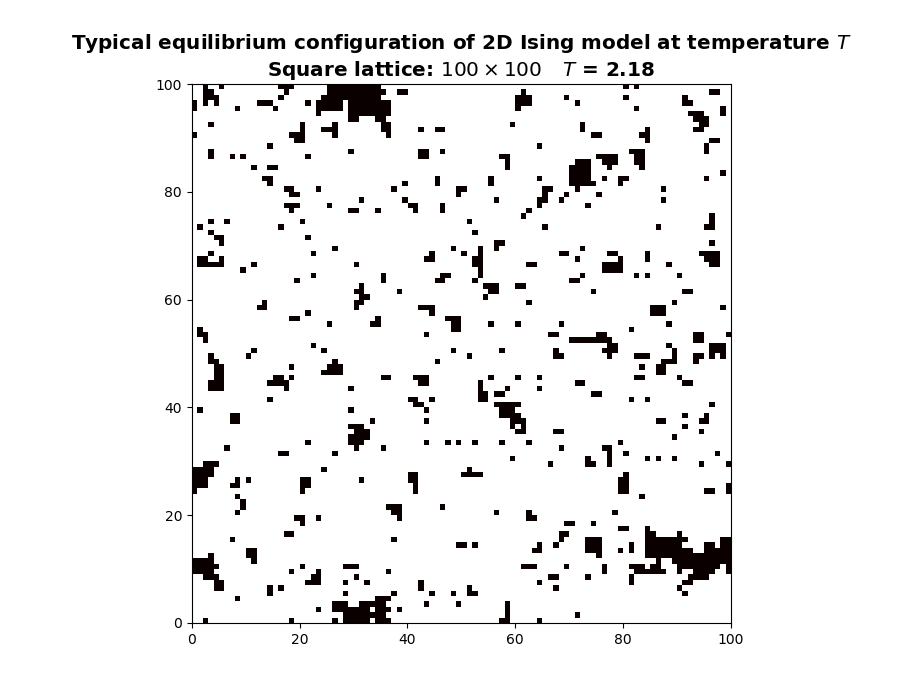 Typical equilibrium configuration of 2D Ising model at temperature T
Square lattice: 100 × 100 T = 2.18
100
80
60
40
20
0
0 20 40 60 80 100